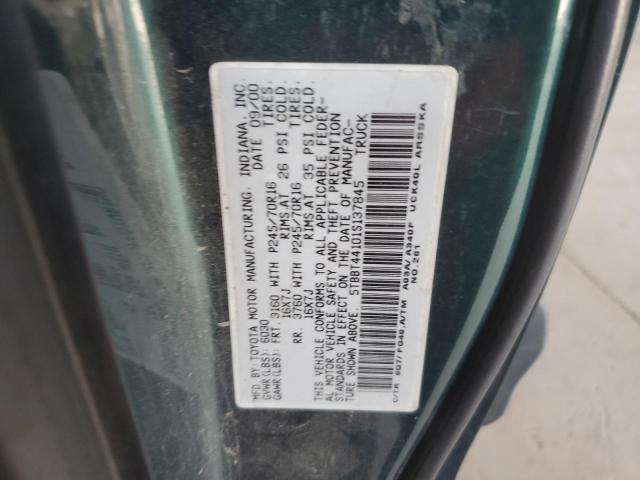 MFD. BY TOYOTA MOTOR MANUFACTURING, INDIANA, INC.
GVWR(LBS): 6030 DATE 09/00
GAWR(LBS): FRT. 3160 WITH P245/70R16 TIRES,
16X7J RIMS AT 26 PSI COLD.
RR. 3760 WITH P245/70R16 TIRES,
16X7J RIMS AT 35 PSI COLD.
THIS VEHICLE CONFORMS TO ALL APPLICABLE FEDER-
AL MOTOR VEHICLE SAFETY AND THEFT PREVENTION
STANDARDS IN EFFECT ON THE DATE OF MANUFAC-
TURE SHOWN ABOVE. TRUCK
5TBBT44101S137845
C/TR 6Q7/FG40,A/TM A03A/A340F UCK40L ARSSKA
NO.261